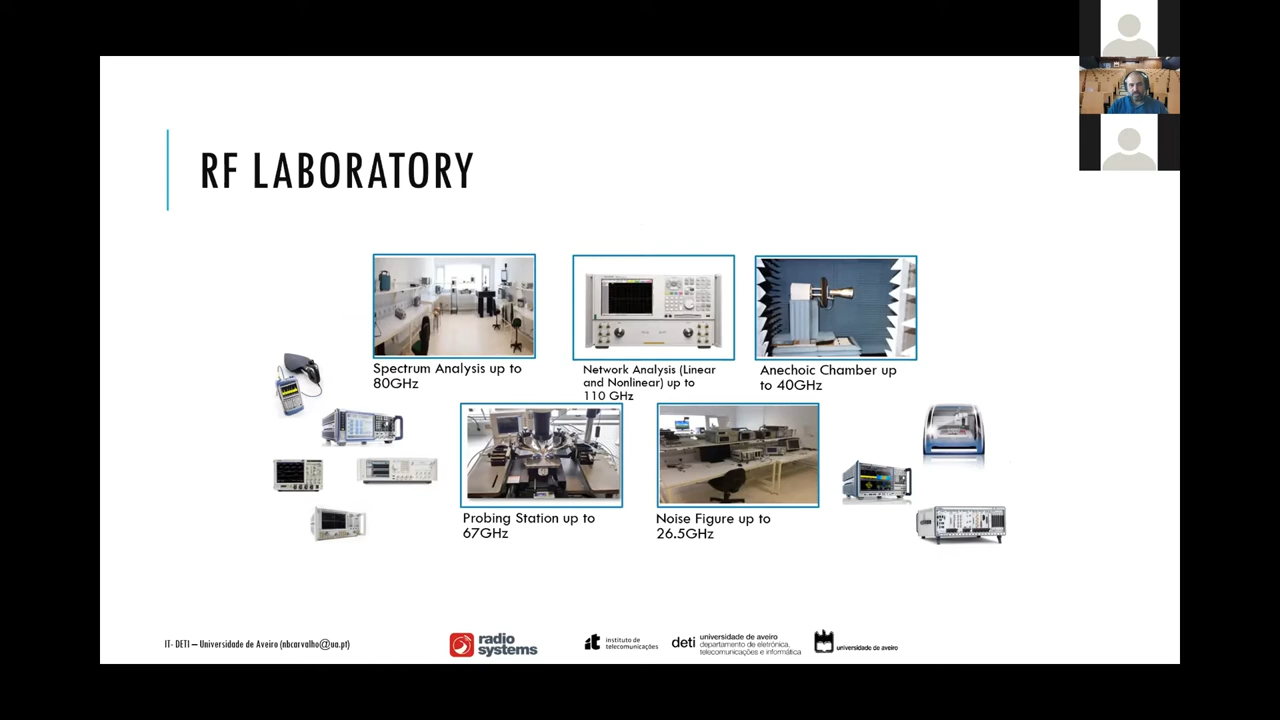 RF LABORATORY
Spectrum Analysis up to
80GHz
Network Analysis (Linear
and Nonlinear) up to
110 GHz
Anechoic Chamber up
to 40GHz
Probing Station up to
67GHz
Noise Figure up to
26.5GHz
IT- DETI – Universidade de Aveiro (nbcarvalho@ua.pt)
radio
systems
it
instituto de
telecomunicações
deti
universidade de aveiro
departamento de eletrónica,
telecomunicações e informática
universidade de aveiro